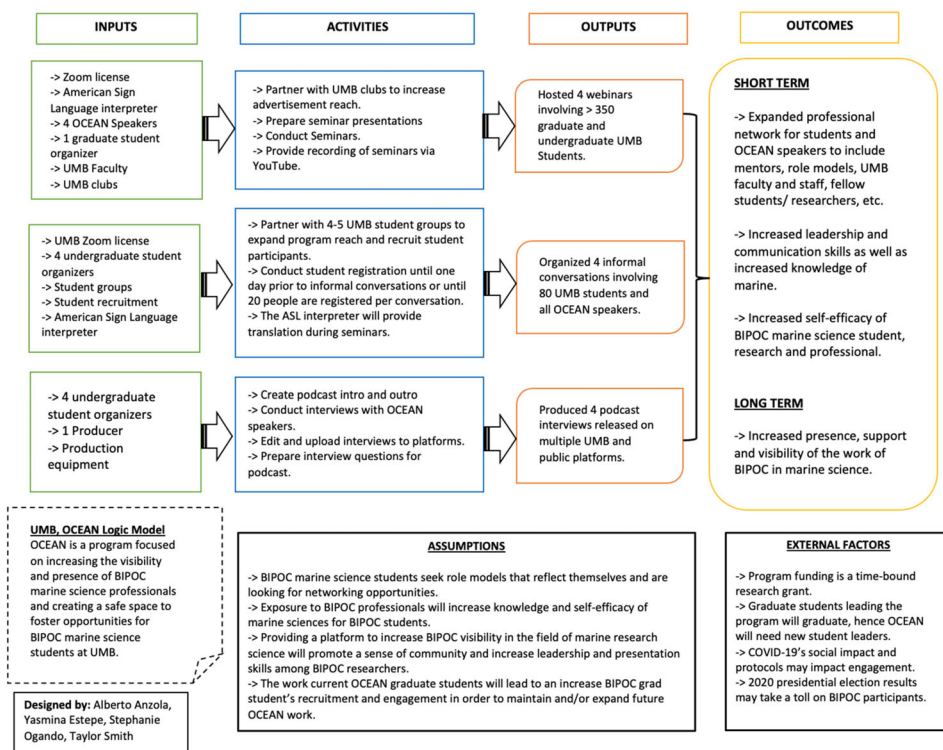 INPUTS
ACTIVITIES
OUTPUTS
OUTCOMES
-> Zoom license
-> American Sign
Language interpreter
-> 4 OCEAN Speakers
-> 1 graduate student
organizer
-> UMB Faculty
-> UMB clubs
-> Partner with UMB clubs to increase
advertisement reach.
-> Prepare seminar presentations
-> Conduct Seminars.
-> Provide recording of seminars via
YouTube.
Hosted 4 webinars
involving > 350
graduate and
undergraduate UMB
Students.
-> UMB Zoom license
-> 4 undergraduate student
organizers
-> Student groups
-> Student recruitment
-> American Sign Language
interpreter
-> Partner with 4-5 UMB student groups to
expand program reach and recruit student
participants.
-> Conduct student registration until one
day prior to informal conversations or until
20 people are registered per conversation.
-> The ASL interpreter will provide
translation during seminars.
Organized 4 informal
conversations involving
80 UMB students and
all OCEAN speakers.
-> 4 undergraduate
student organizers
-> 1 Producer
-> Production
equipment
-> Create podcast intro and outro
-> Conduct interviews with OCEAN
speakers.
-> Edit and upload interviews to platforms.
-> Prepare interview questions for
podcast.
Produced 4 podcast
interviews released on
multiple UMB and
public platforms.
SHORT TERM
-> Expanded professional
network for students and
OCEAN speakers to include
mentors, role models, UMB
faculty and staff, fellow
students/ researchers, etc.
-> Increased leadership and
communication skills as well as
increased knowledge of
marine.
-> Increased self-efficacy of
BIPOC marine science student,
research and professional.
LONG TERM
-> Increased presence, support
and visibility of the work of
BIPOC in marine science.
UMB, OCEAN Logic Model
OCEAN is a program focused
on increasing the visibility
and presence of BIPOC
marine science professionals
and creating a safe space to
foster opportunities for
BIPOC marine science
students at UMB.
Designed by: Alberto Anzola,
Yasmina Estepe, Stephanie
Ogando, Taylor Smith
ASSUMPTIONS
-> BIPOC marine science students seek role models that reflect themselves and are
looking for networking opportunities.
-> Exposure to BIPOC professionals will increase knowledge and self-efficacy of
marine sciences for BIPOC students.
-> Providing a platform to increase BIPOC visibility in the field of marine research
science will promote a sense of community and increase leadership and presentation
skills among BIPOC researchers.
-> The work current OCEAN graduate students will lead to an increase BIPOC grad
student’s recruitment and engagement in order to maintain and/or expand future
OCEAN work.
EXTERNAL FACTORS
-> Program funding is a time-bound
research grant.
-> Graduate students leading the
program will graduate, hence OCEAN
will need new student leaders.
-> COVID-19’s social impact and
protocols may impact engagement.
-> 2020 presidential election results
may take a toll on BIPOC participants.